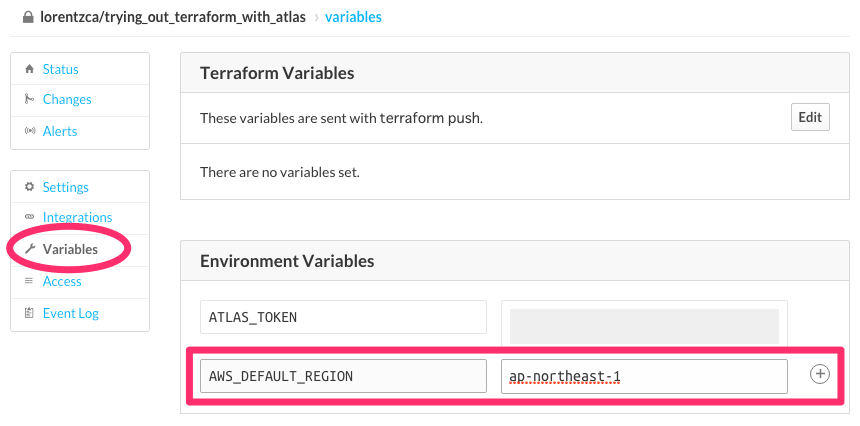 lorentzca/trying_out_terraform_with_atlas › variables
Status
Changes
Alerts
Settings
Integrations
Variables
Access
Event Log
Terraform Variables
These variables are sent with terraform push.
Edit
There are no variables set.
Environment Variables
ATLAS_TOKEN
AWS_DEFAULT_REGION
ap-northeast-1